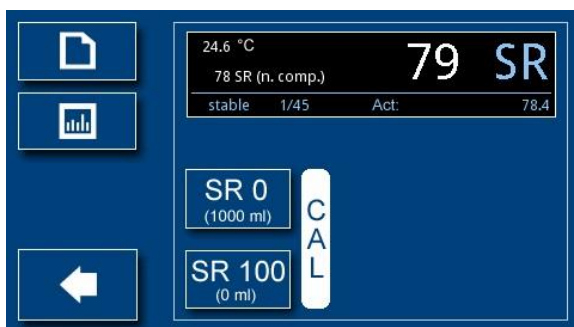 24.6 °C
79 SR
78 SR (n. comp.)
stable 1/45 Act: 78.4
SR 0
(1000 ml)
CAL
SR 100
(0 ml)